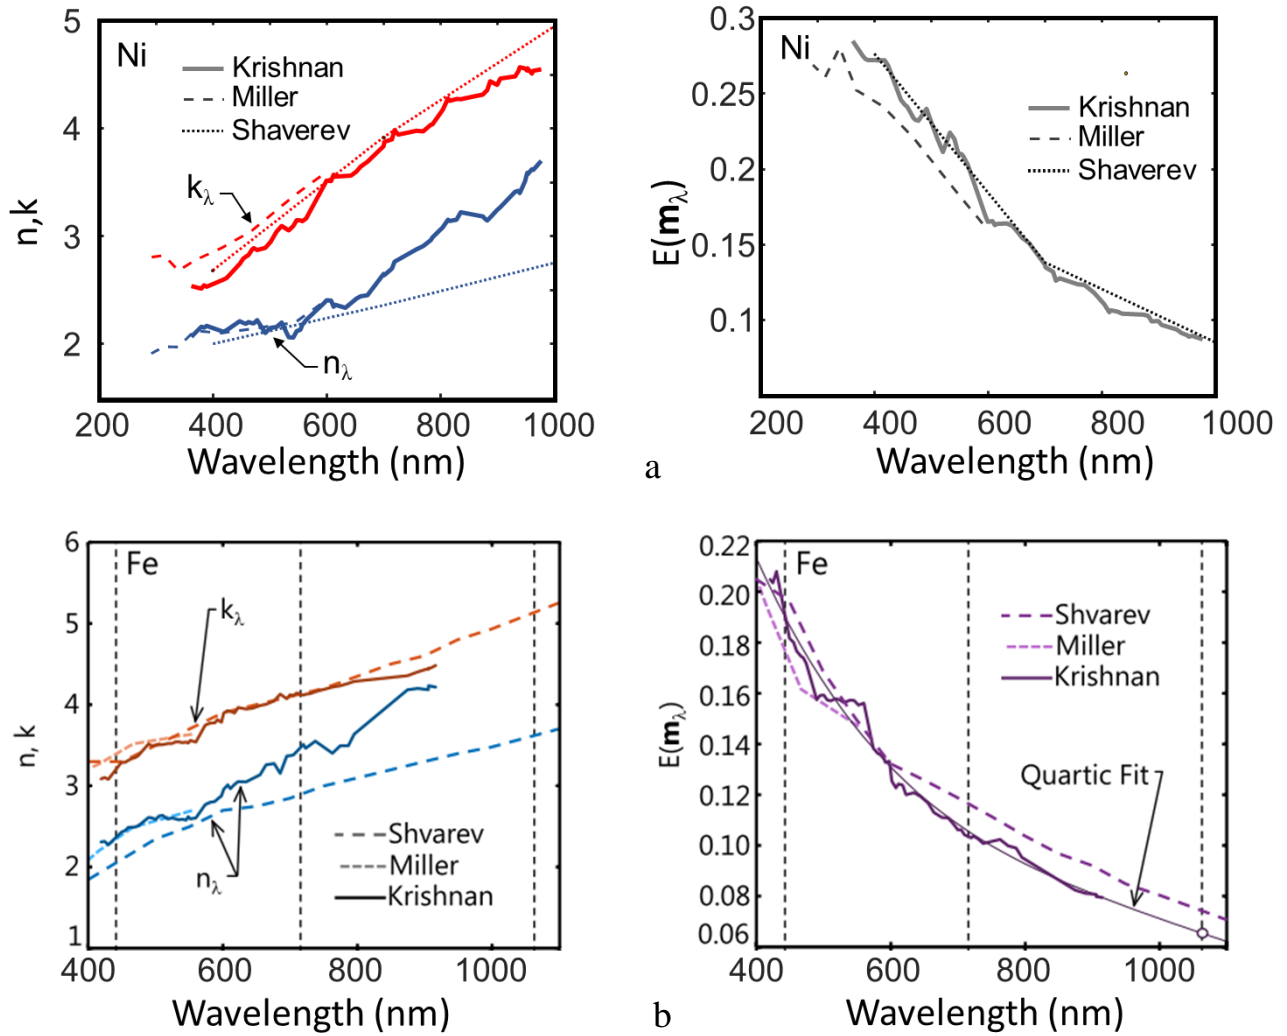 5
4
3
2
n,k
Ni
Krishnan
Miller
Shaverev
kλ
nλ
200 400 600 800 1000
Wavelength (nm)
0.3
0.25
0.2
0.15
0.1
E(mλ)
Ni
Krishnan
Miller
Shaverev
200 400 600 800 1000
Wavelength (nm)
a
6
5
4
3
2
1
n, k
Fe
kλ
nλ
Shvarev
Miller
Krishnan
400 600 800 1000
Wavelength (nm)
0.22
0.20
0.18
0.16
0.14
0.12
0.10
0.08
0.06
E(mλ)
Fe
Shvarev
Miller
Krishnan
Quartic Fit
400 600 800 1000
Wavelength (nm)
b